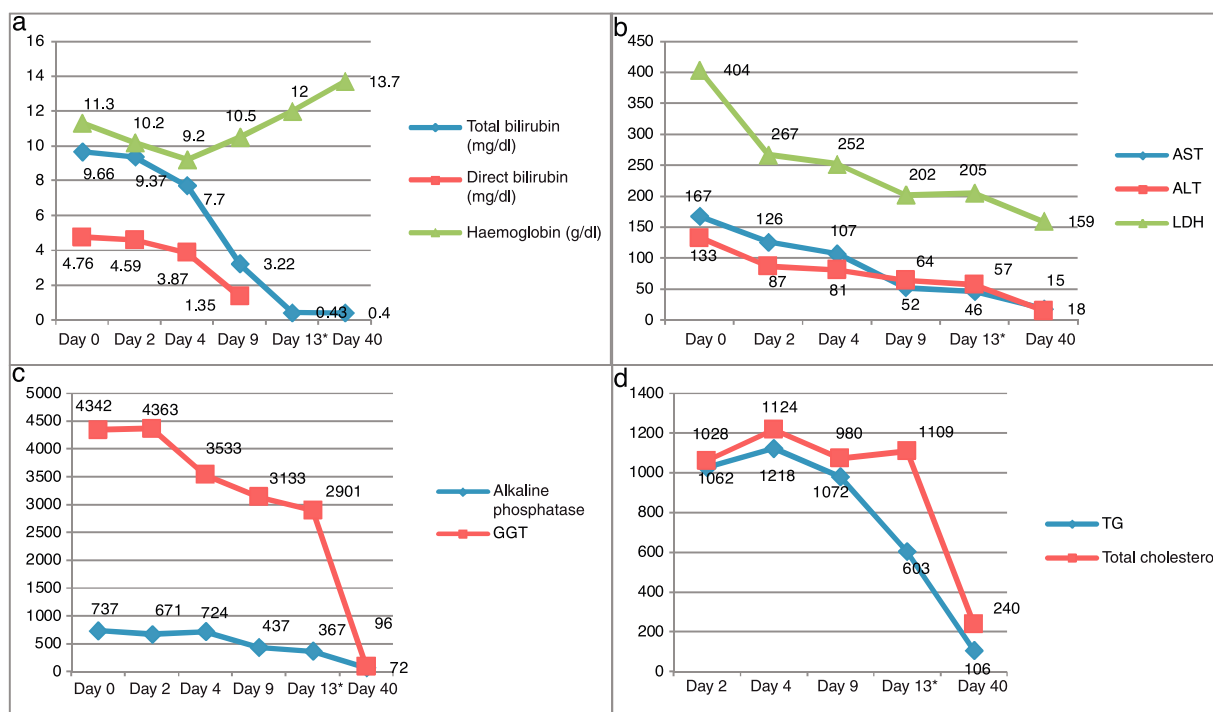 a
16
14
12
10
8
6
4
2
0
11.3
10.2
9.2
10.5
12
13.7
9.66
9.37
7.7
3.22
0.43
0.4
4.76
4.59
3.87
1.35
Day 0
Day 2
Day 4
Day 9
Day 13*
Day 40
Total bilirubin
(mg/dl)
Direct bilirubin
(mg/dl)
Haemoglobin (g/dl)
b
450
400
350
300
250
200
150
100
50
0
404
267
252
202
205
159
167
126
107
64
57
15
133
87
81
52
46
18
Day 0
Day 2
Day 4
Day 9
Day 13*
Day 40
AST
ALT
LDH
c
5000
4500
4000
3500
3000
2500
2000
1500
1000
500
0
4342
4363
3533
3133
2901
96
737
671
724
437
367
72
Day 0
Day 2
Day 4
Day 9
Day 13*
Day 40
Alkaline
phosphatase
GGT
d
1400
1200
1000
800
600
400
200
0
1028
1124
980
1109
240
1062
1218
1072
603
106
Day 2
Day 4
Day 9
Day 13*
Day 40
TG
Total cholestero